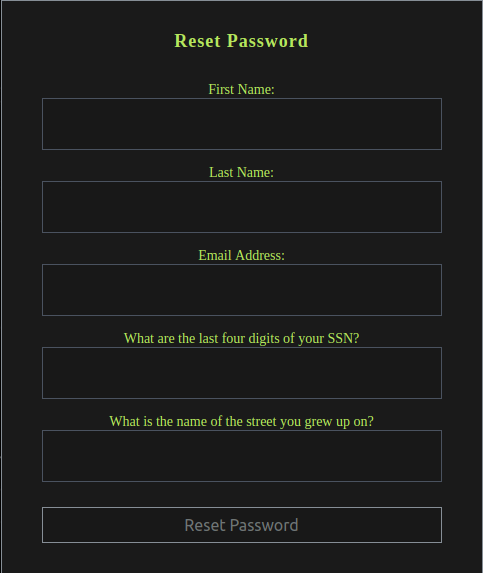 Reset Password
First Name:
Last Name:
Email Address:
What are the last four digits of your SSN?
What is the name of the street you grew up on?
Reset Password